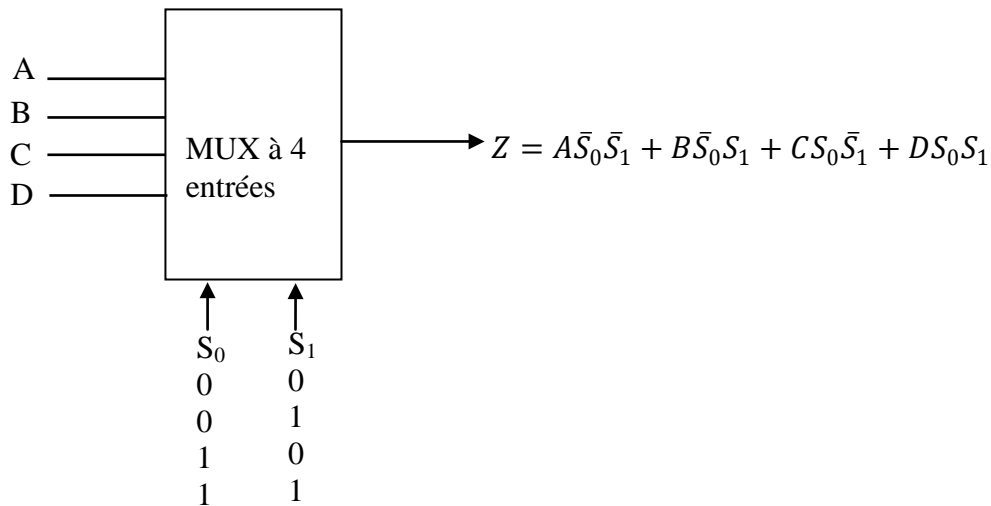 A
B
C
D
MUX à 4
entrées
Z = AS̄₀S̄₁ + BS̄₀S₁ + CS₀S̄₁ + DS₀S₁
S₀ S₁
0 0
0 1
1 0
1 1